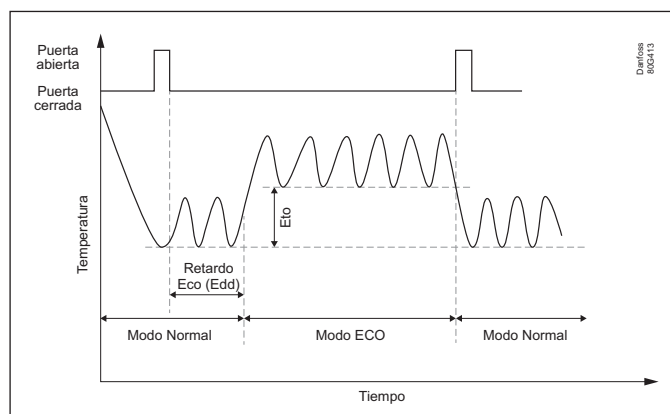 Puerta
abierta
Puerta
cerrada
Danfoss
80G413
Temperatura
Eto
Retardo
Eco (Edd)
Modo Normal
Modo ECO
Modo Normal
Tiempo